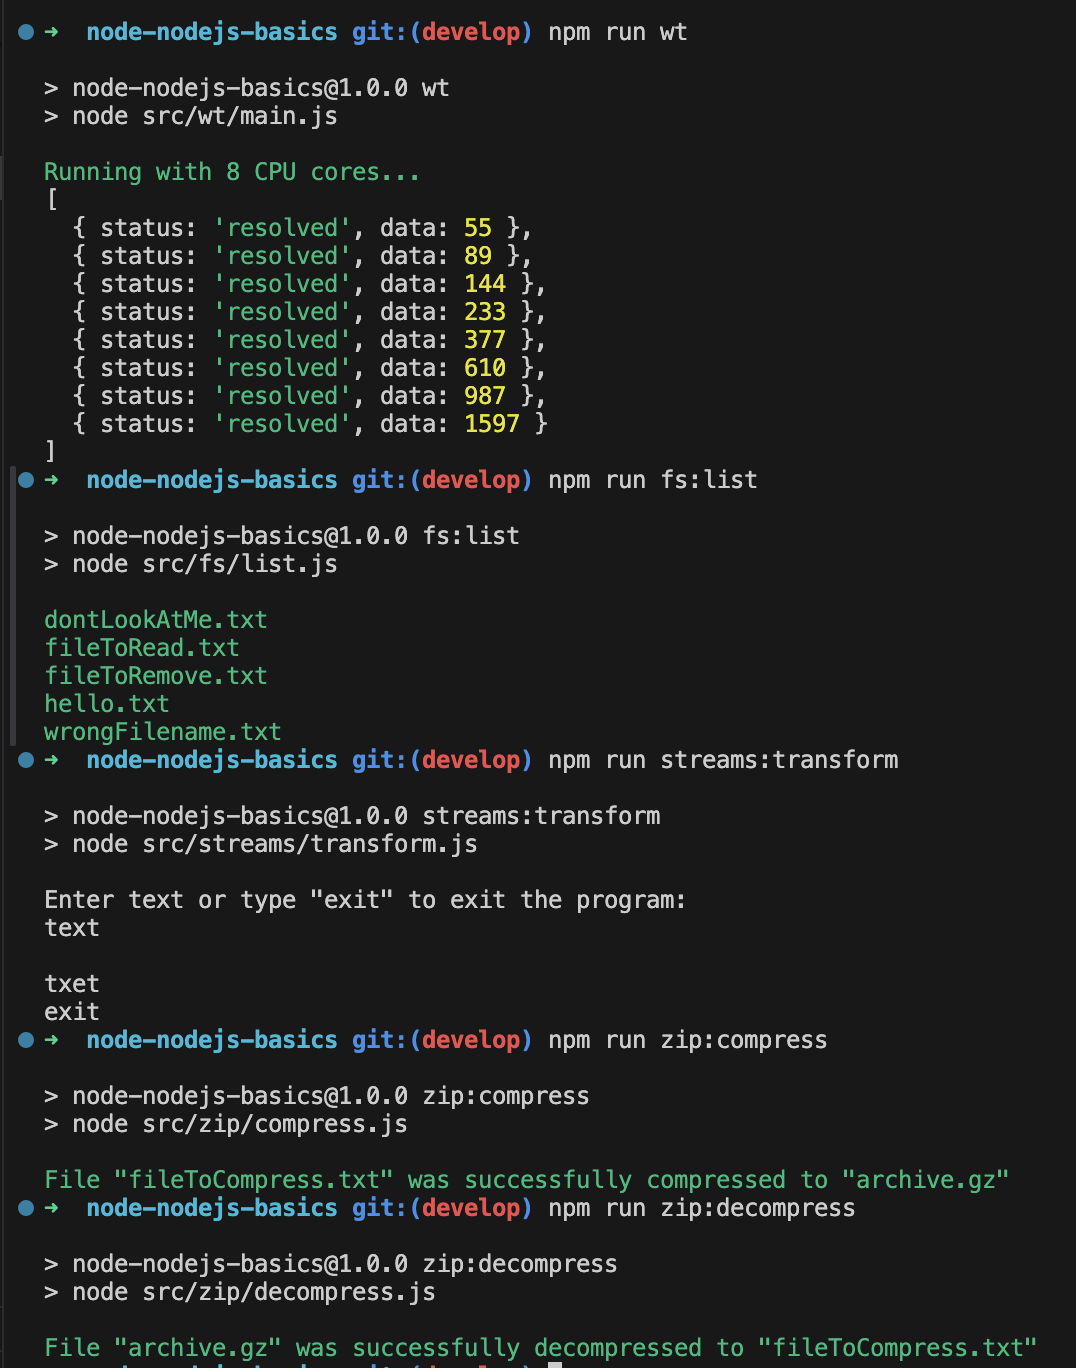 ➜  node-nodejs-basics git:(develop) npm run wt
> node-nodejs-basics@1.0.0 wt
> node src/wt/main.js
Running with 8 CPU cores...
[
  { status: 'resolved', data: 55 },
  { status: 'resolved', data: 89 },
  { status: 'resolved', data: 144 },
  { status: 'resolved', data: 233 },
  { status: 'resolved', data: 377 },
  { status: 'resolved', data: 610 },
  { status: 'resolved', data: 987 },
  { status: 'resolved', data: 1597 }
]
➜  node-nodejs-basics git:(develop) npm run fs:list
> node-nodejs-basics@1.0.0 fs:list
> node src/fs/list.js
dontLookAtMe.txt
fileToRead.txt
fileToRemove.txt
hello.txt
wrongFilename.txt
➜  node-nodejs-basics git:(develop) npm run streams:transform
> node-nodejs-basics@1.0.0 streams:transform
> node src/streams/transform.js
Enter text or type "exit" to exit the program:
text
txet
exit
➜  node-nodejs-basics git:(develop) npm run zip:compress
> node-nodejs-basics@1.0.0 zip:compress
> node src/zip/compress.js
File "fileToCompress.txt" was successfully compressed to "archive.gz"
➜  node-nodejs-basics git:(develop) npm run zip:decompress
> node-nodejs-basics@1.0.0 zip:decompress
> node src/zip/decompress.js
File "archive.gz" was successfully decompressed to "fileToCompress.txt"